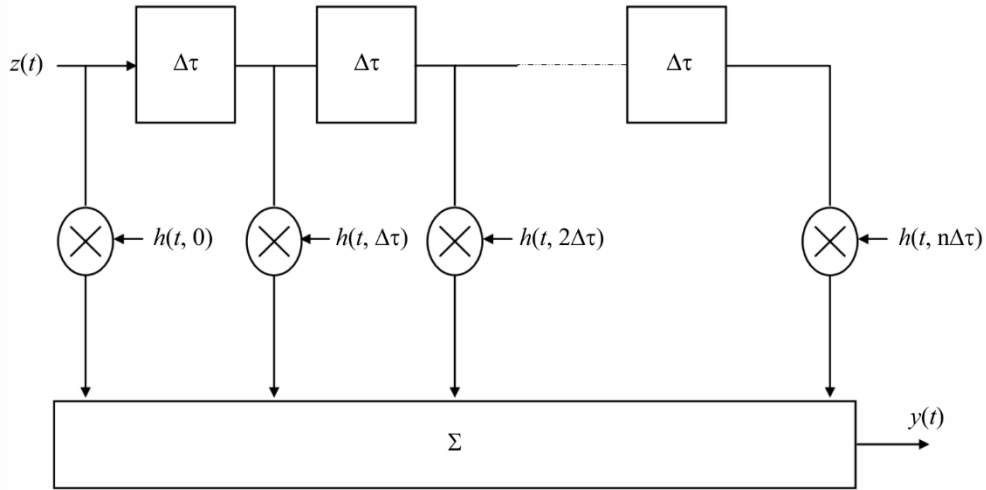 z(t)
Δτ
Δτ
Δτ
h(t, 0)
h(t, Δτ)
h(t, 2Δτ)
h(t, nΔτ)
y(t)
Σ